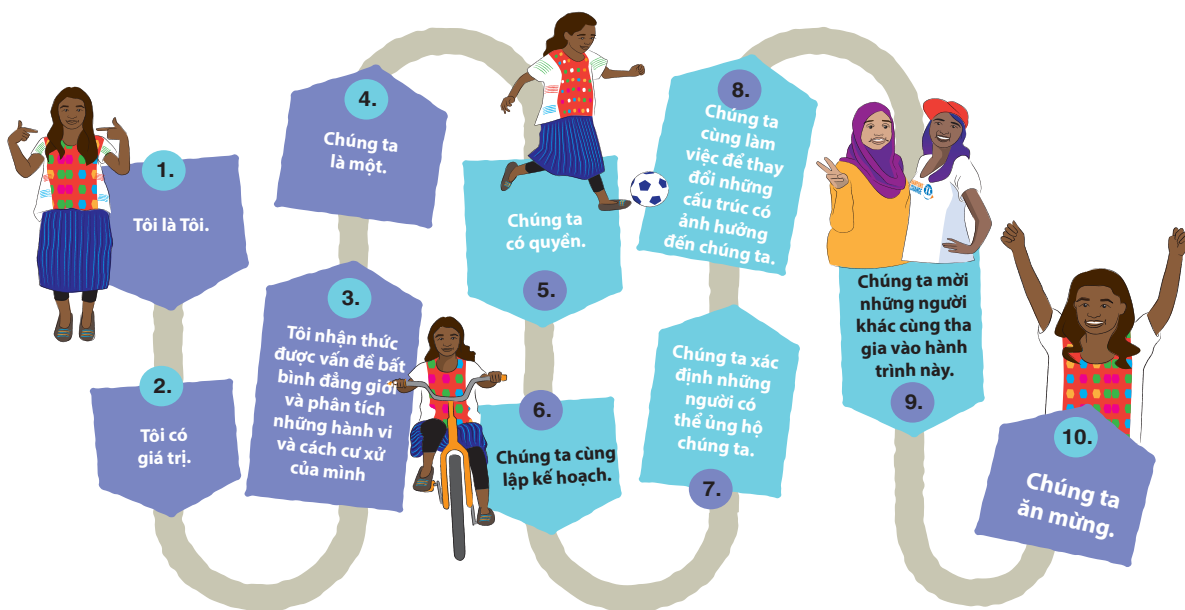 1.
Tôi là Tôi.
2.
Tôi có
giá trị.
3.
Tôi nhận thức
được vấn đề bất
bình đẳng giới
và phân tích
những hành vi
và cách cư xử
của mình
4.
Chúng ta
là một.
Chúng ta
có quyền.
5.
6.
Chúng ta cùng
lập kế hoạch.
Chúng ta xác
định những
người có
thể ủng hộ
chúng ta.
7.
8.
Chúng ta
cùng làm
việc để thay
đổi những
cấu trúc có
ảnh hưởng
đến chúng ta.
Chúng ta mời
những người
khác cùng tha
gia vào hành
trình này.
9.
10.
Chúng ta
ăn mừng.